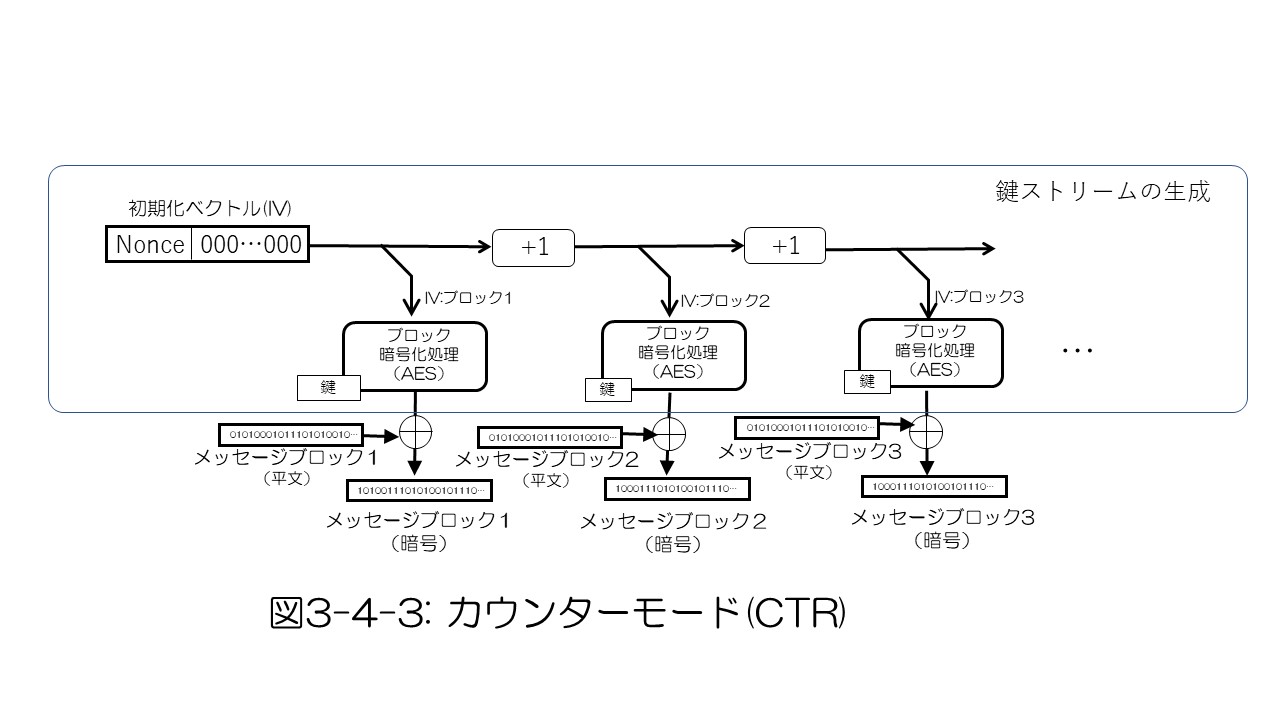 鍵ストリームの生成
初期化ベクトル(IV)
Nonce 000…000
+1
+1
IV:ブロック1
IV:ブロック2
IV:ブロック3
ブロック
暗号化処理
（AES）
鍵
ブロック
暗号化処理
（AES）
鍵
ブロック
暗号化処理
（AES）
鍵
…
01010001011101010010…
メッセージブロック1
（平文）
01010001011101010010…
メッセージブロック2
（平文）
01010001011101010010…
メッセージブロック3
（平文）
10100111010100101110…
メッセージブロック1
（暗号）
1000111010100101110…
メッセージブロック2
（暗号）
1000111010100101110…
メッセージブロック3
（暗号）
図3-4-3: カウンターモード(CTR)